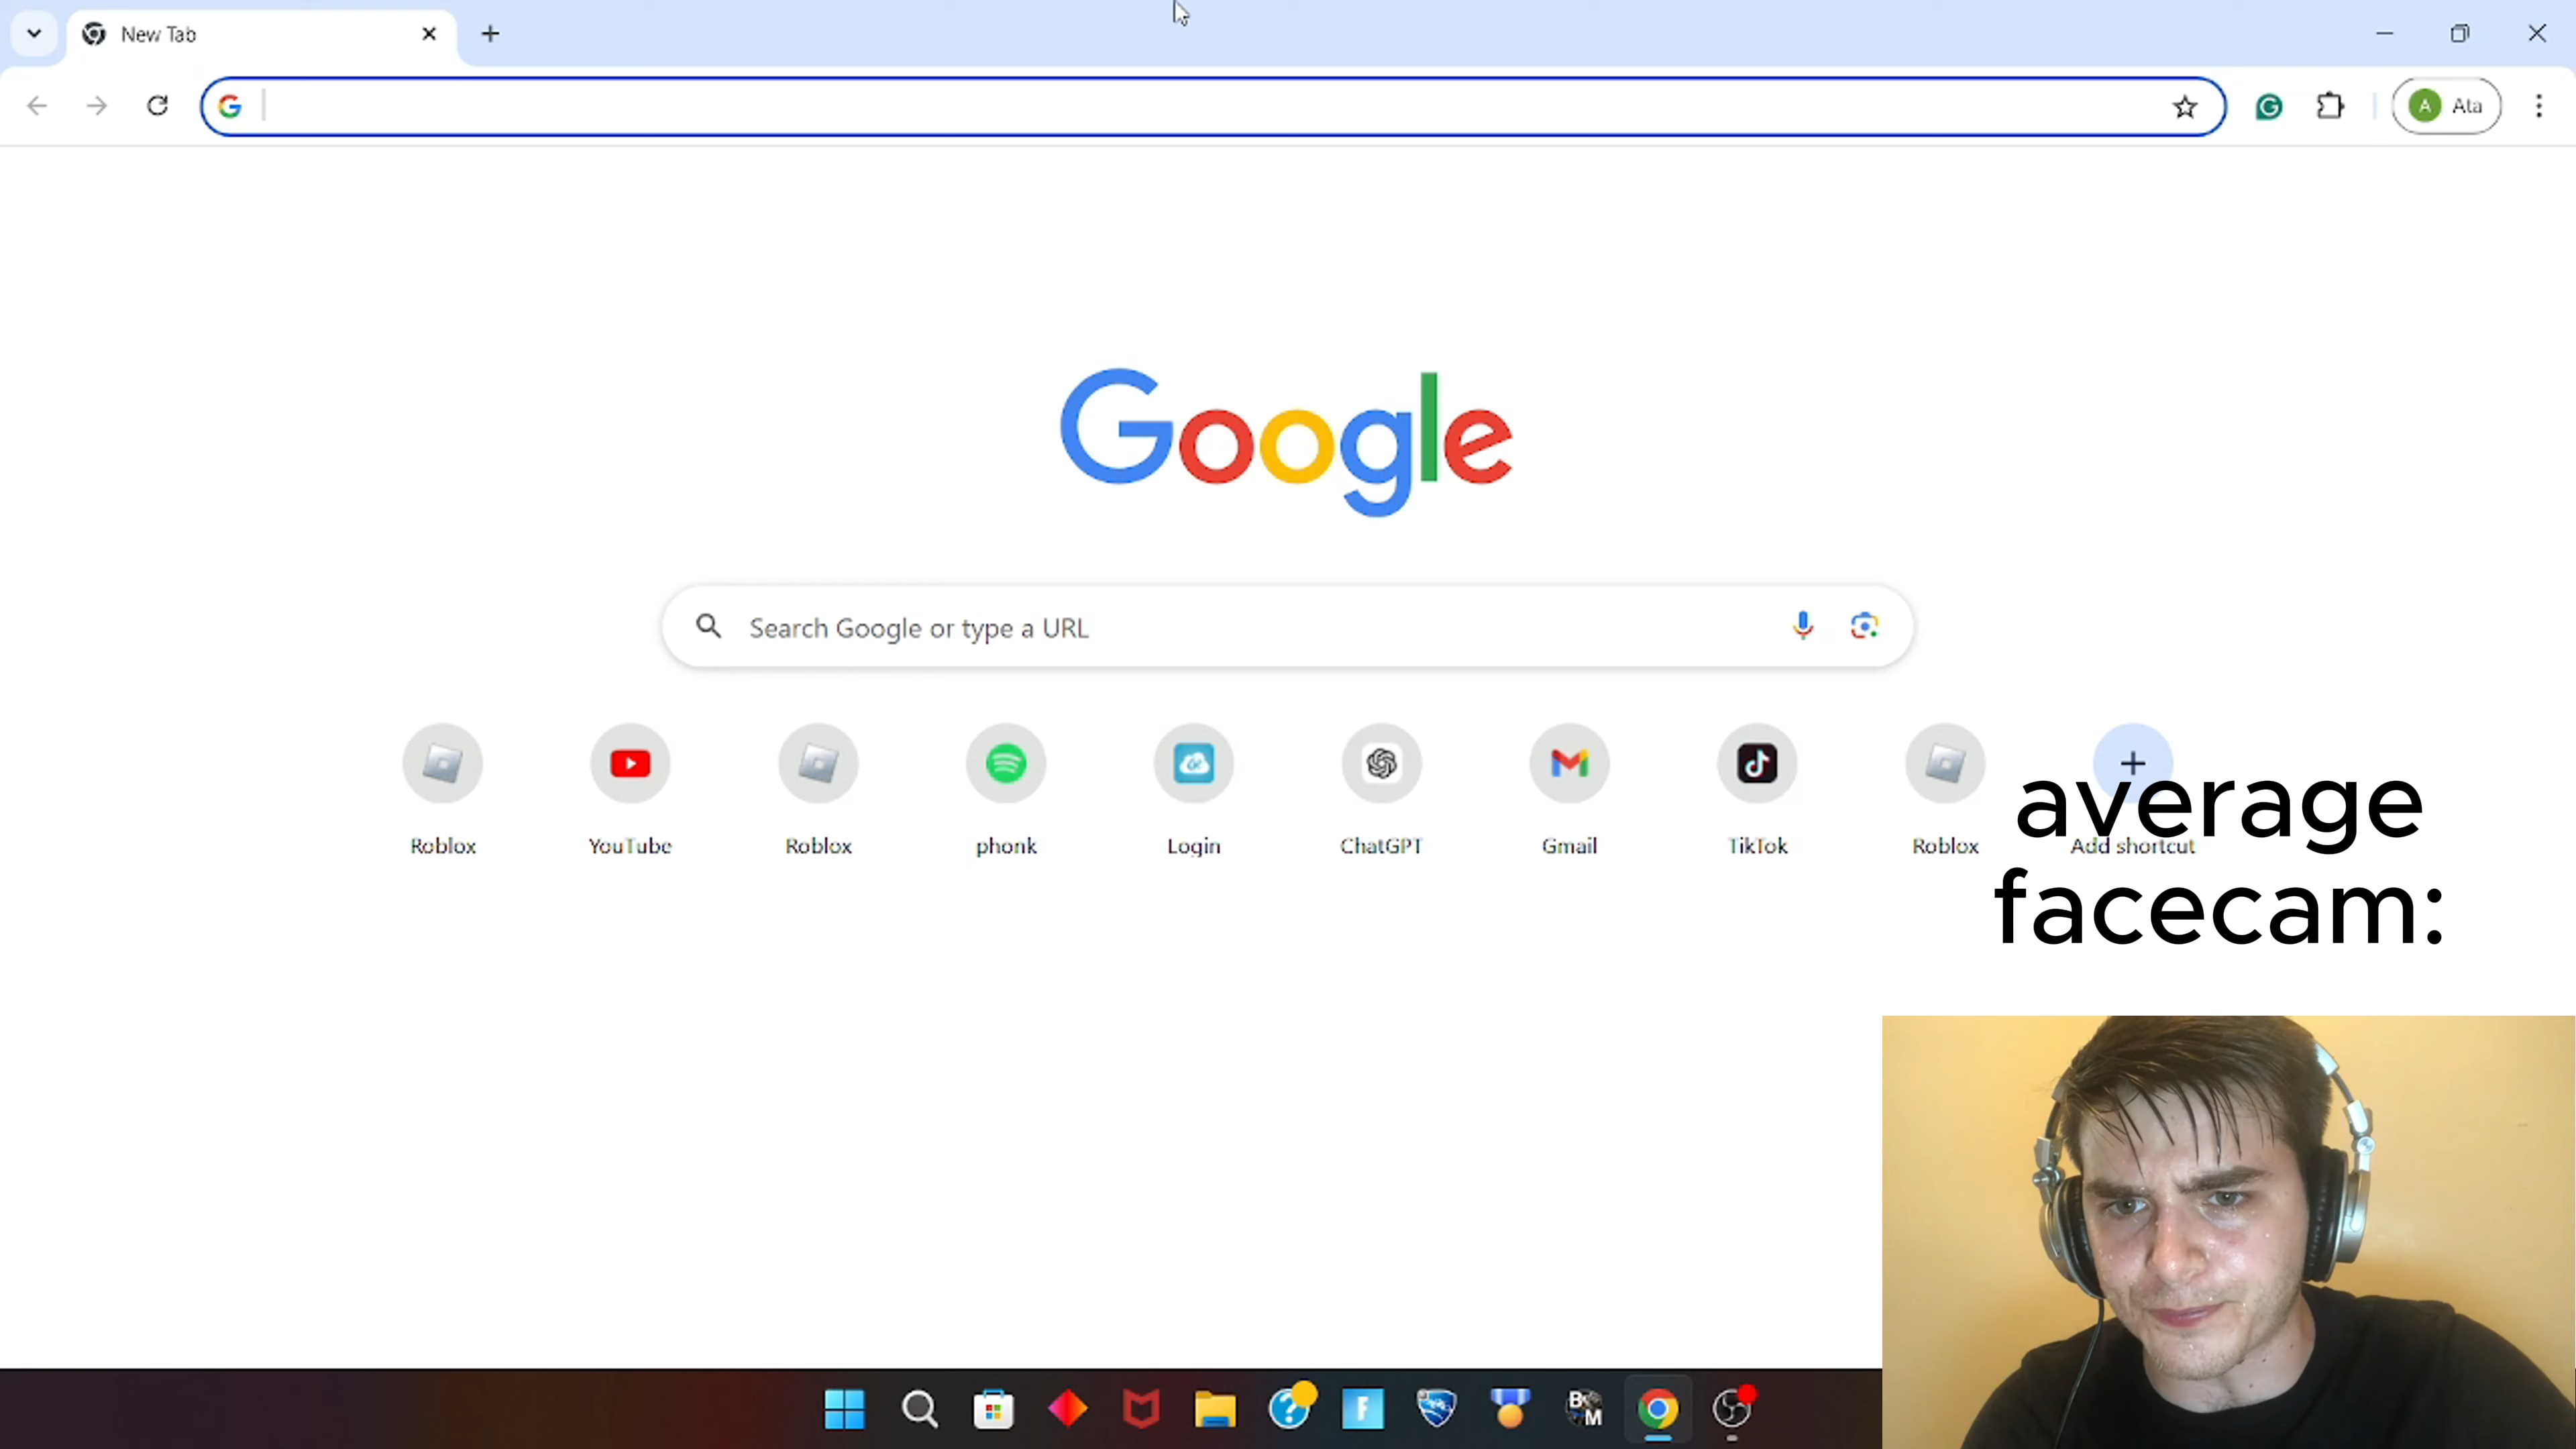 New Tab
Ata
Google
Search Google or type a URL
Roblox
YouTube
Roblox
phonk
Login
ChatGPT
Gmail
TikTok
Roblox
Add shortcut
average
facecam: